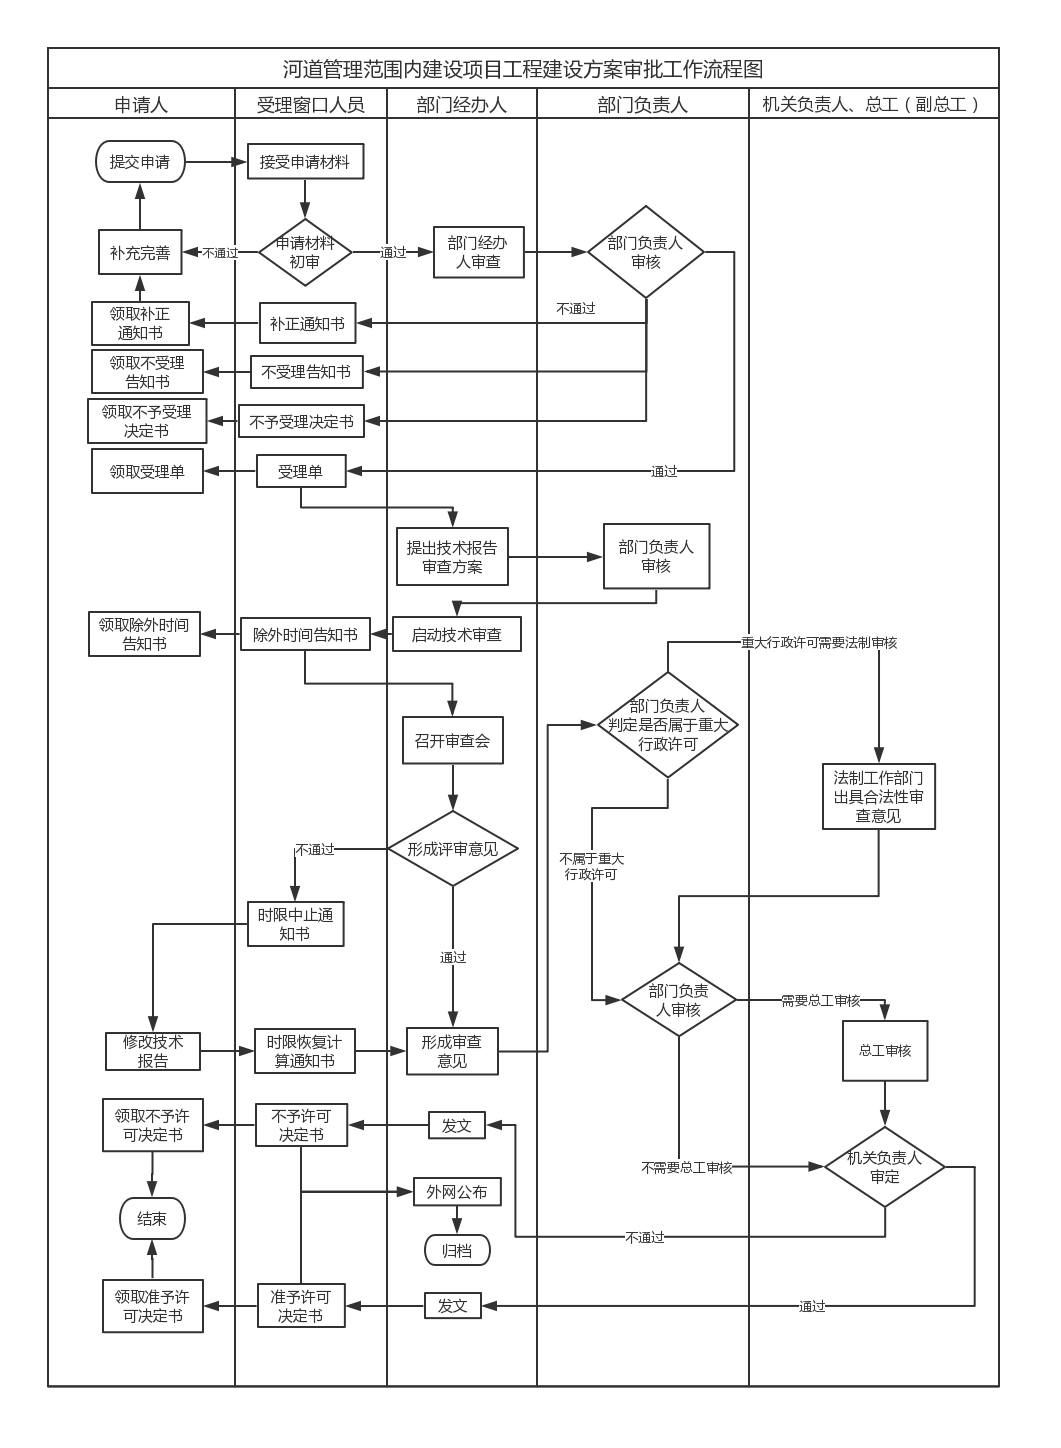 河道管理范围内建设项目工程建设方案审批工作流程图
申请人
受理窗口人员
部门经办人
部门负责人
机关负责人、总工（副总工）
提交申请
接受申请材料
补充完善
不通过
申请材料
初审
通过
部门经办
人审查
部门负责人
审核
领取补正
通知书
补正通知书
不通过
领取不受理
告知书
不受理告知书
领取不予受理
决定书
不予受理决定书
领取受理单
受理单
通过
提出技术报告
审查方案
部门负责人
审核
领取除外时间
告知书
除外时间告知书
启动技术审查
重大行政许可需要法制审核
部门负责人
判定是否属于重大
行政许可
召开审查会
法制工作部门
出具合法性审
查意见
不通过
形成评审意见
不属于重大
行政许可
时限中止通
知书
通过
部门负责
人审核
需要总工审核
修改技术
报告
时限恢复计
算通知书
形成审查
意见
总工审核
领取不予许
可决定书
不予许可
决定书
发文
不需要总工审核
机关负责人
审定
外网公布
结束
归档
不通过
领取准予许
可决定书
准予许可
决定书
发文
通过